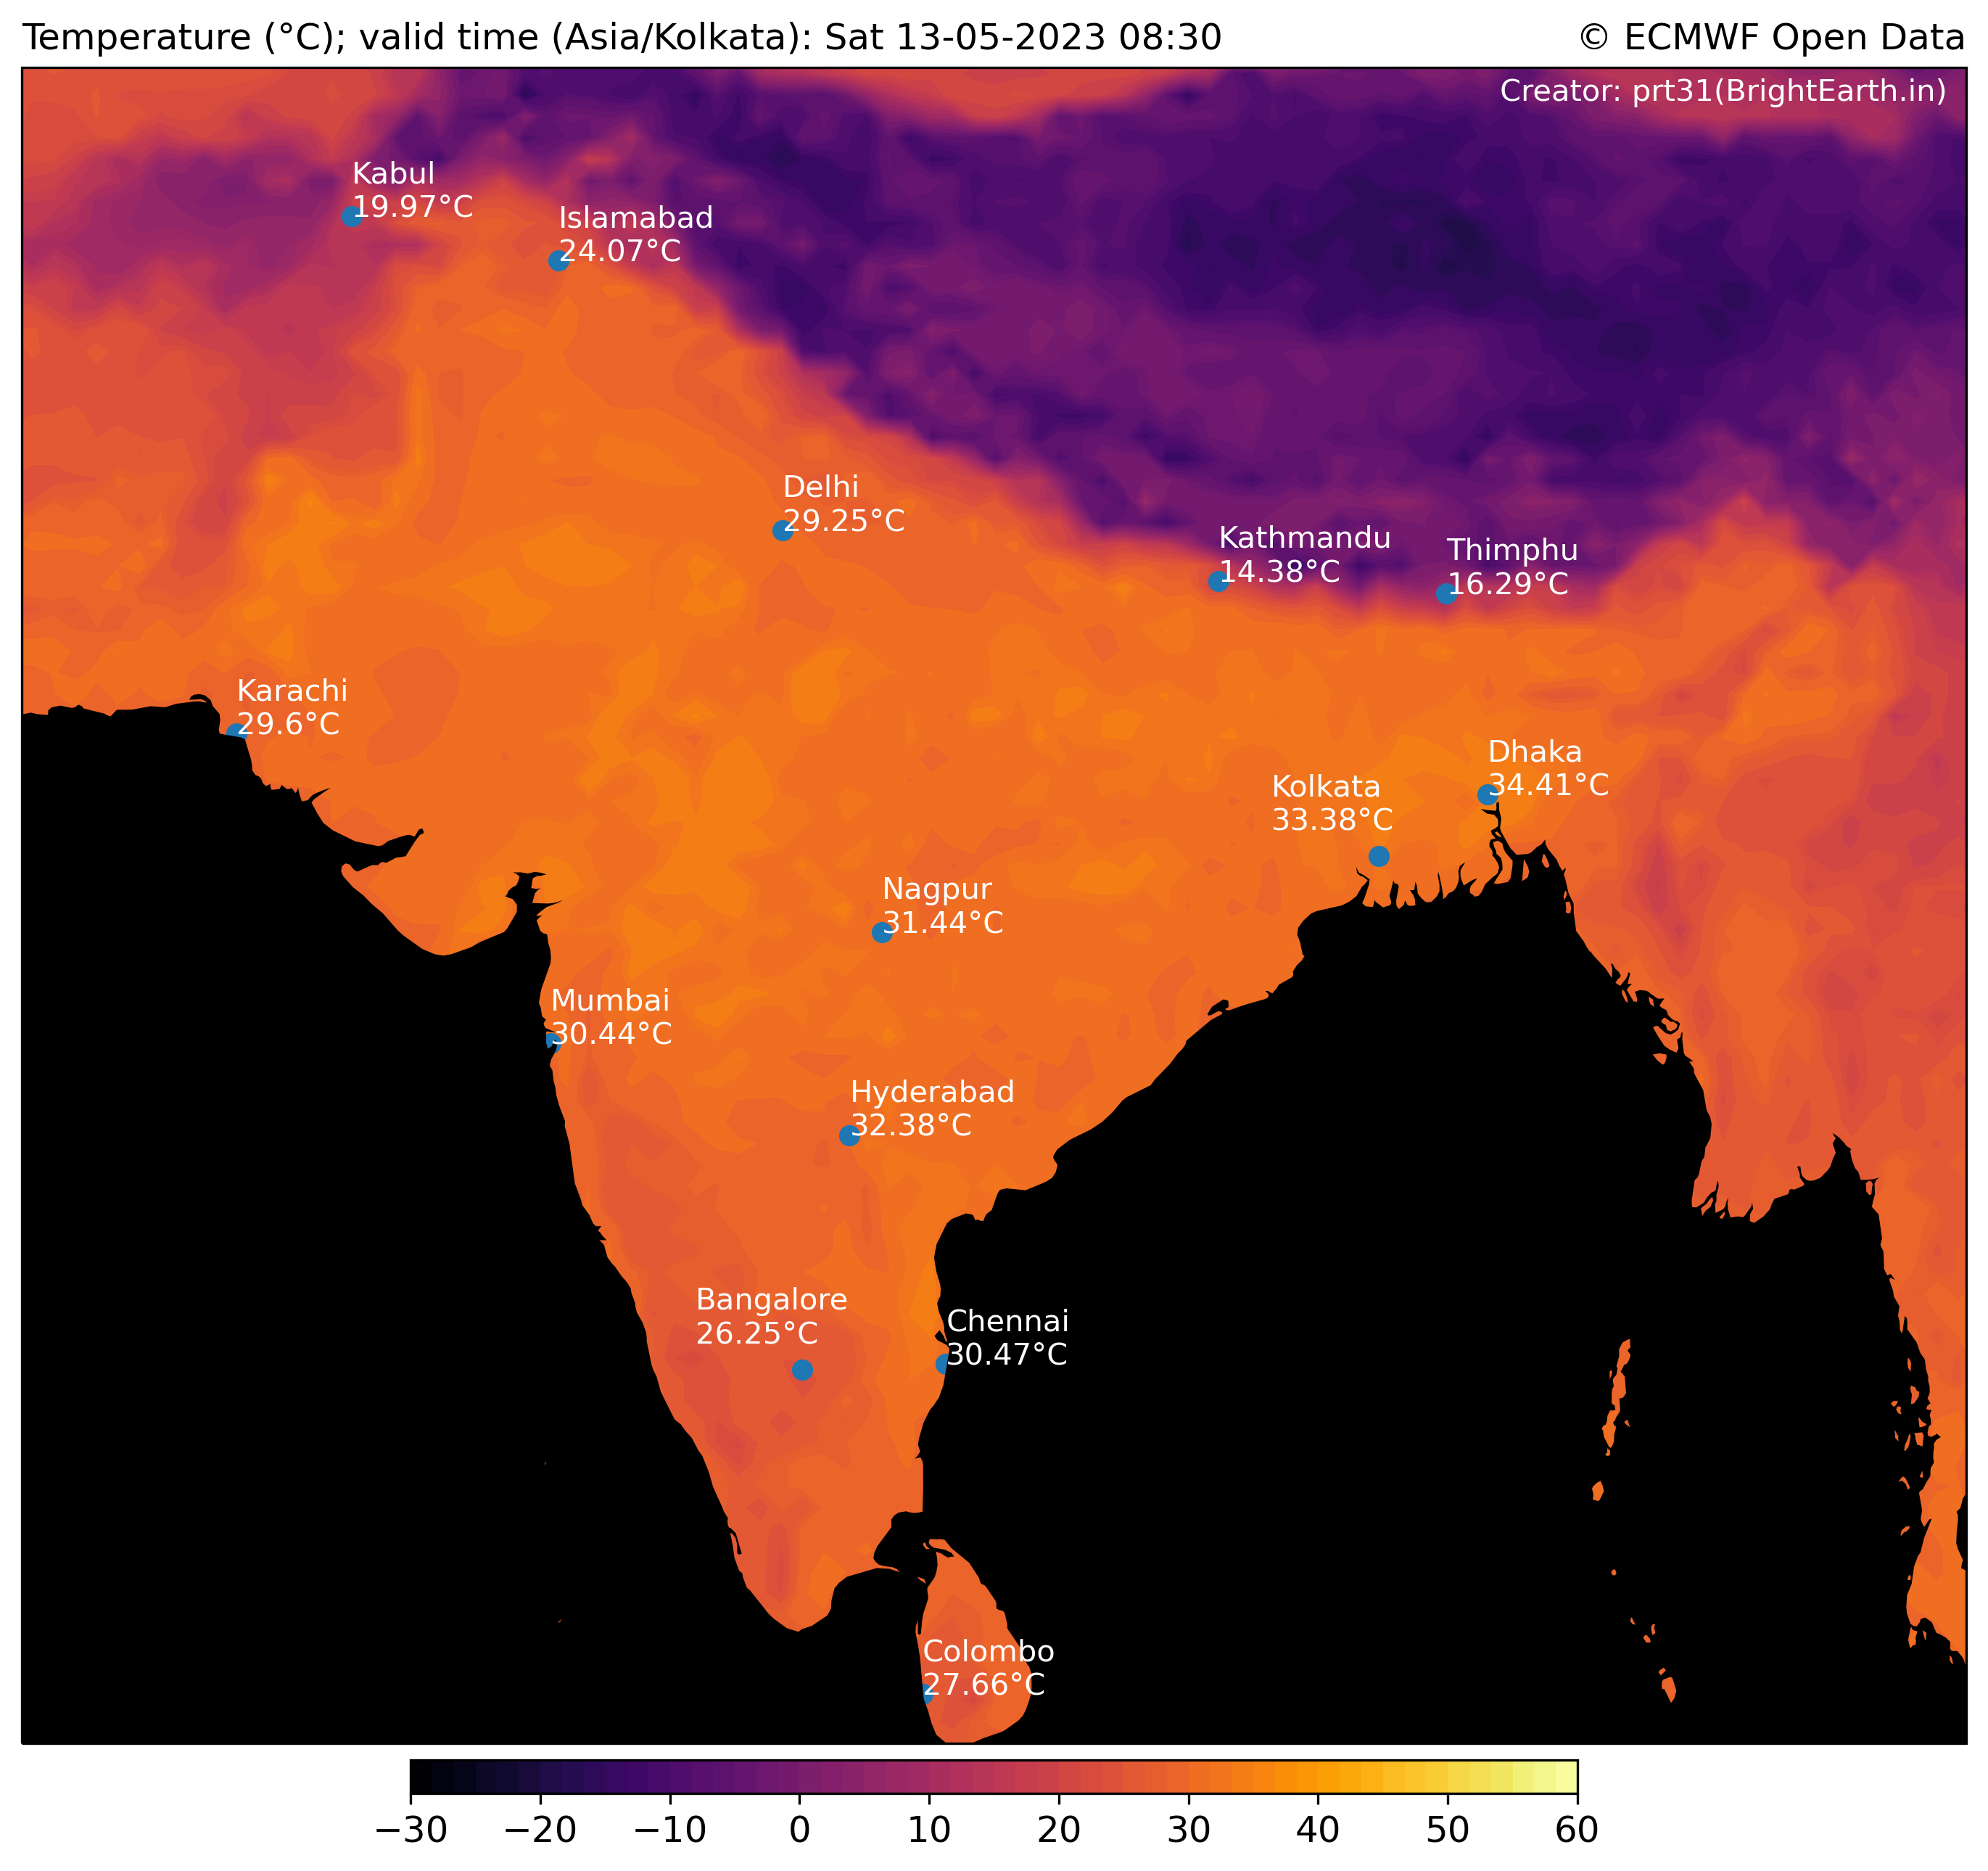 Temperature (°C); valid time (Asia/Kolkata): Sat 13-05-2023 08:30
© ECMWF Open Data
Creator: prt31(BrightEarth.in)
Kabul
19.97°C
Islamabad
24.07°C
Delhi
29.25°C
Kathmandu
14.38°C
Thimphu
16.29°C
Karachi
29.6°C
Dhaka
34.41°C
Kolkata
33.38°C
Nagpur
31.44°C
Mumbai
30.44°C
Hyderabad
32.38°C
Bangalore
26.25°C
Chennai
30.47°C
Colombo
27.66°C
−30 −20 −10 0 10 20 30 40 50 60